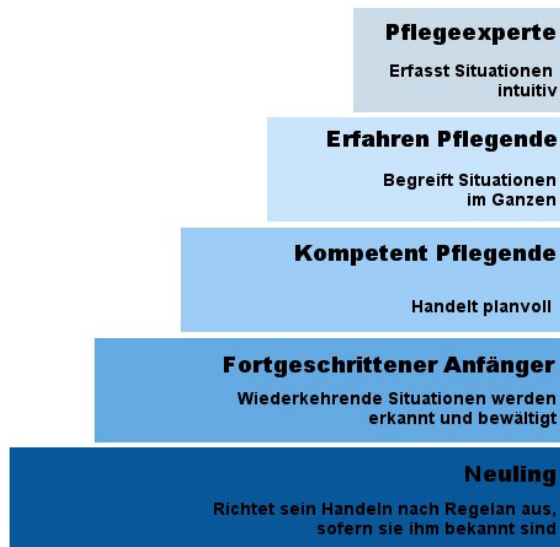 Pflegeexperte
Erfasst Situationen
intuitiv
Erfahren Pflegende
Begreift Situationen
im Ganzen
Kompetent Pflegende
Handelt planvoll
Fortgeschrittener Anfänger
Wiederkehrende Situationen werden
erkannt und bewältigt
Neuling
Richtet sein Handeln nach Regelan aus,
sofern sie ihm bekannt sind